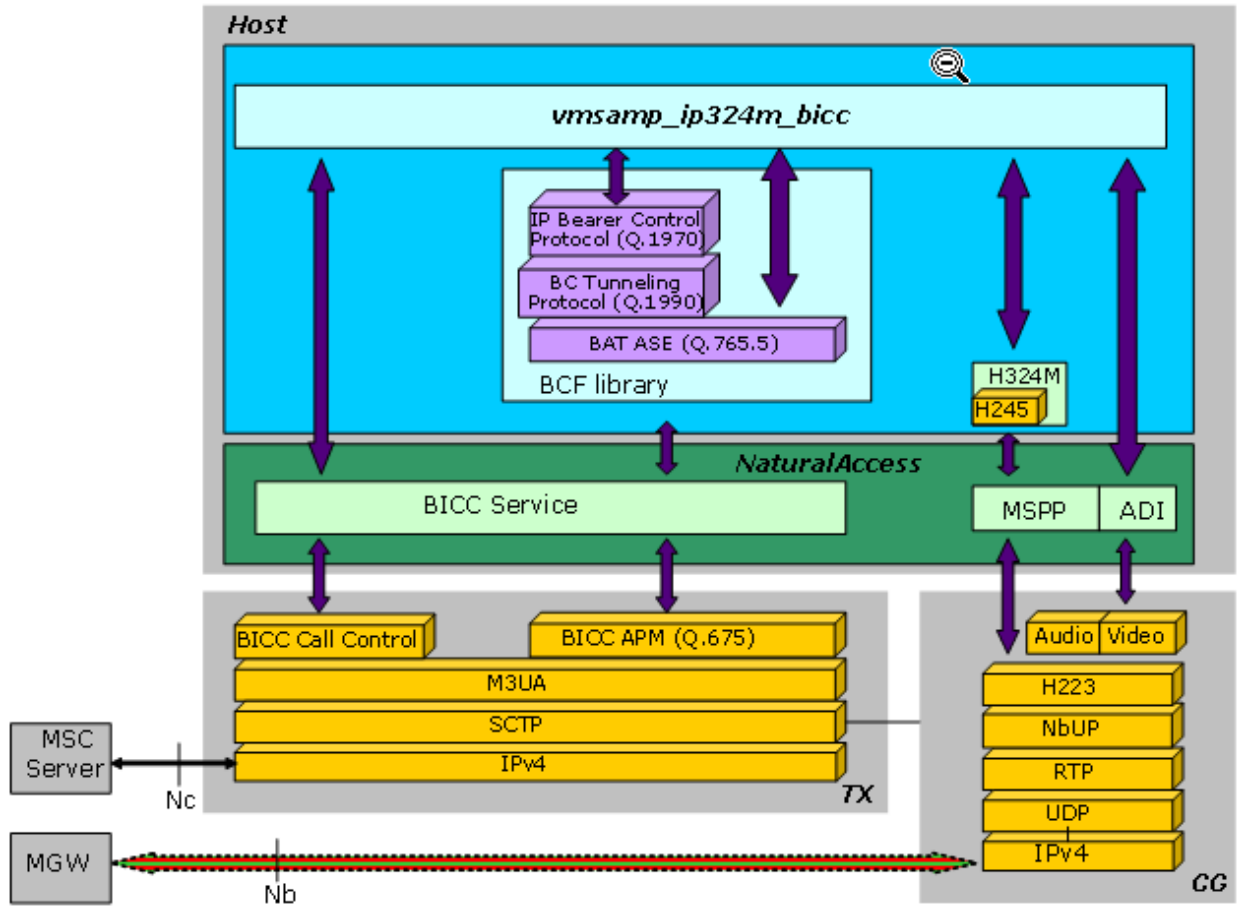 Host
vmsamp_ip324m_bicc
IP Bearer Control
Protocol (Q.1970)
BC Tunneling
Protocol (Q.1990)
BAT ASE (Q.765.5)
BCF library
H324M
H245
NaturalAccess
BICC Service
MSPP
ADI
BICC Call Control
BICC APM (Q.675)
M3UA
SCTP
IPv4
TX
Audio
Video
H223
NbUP
RTP
UDP
IPv4
CG
MSC
Server
Nc
MGW
Nb